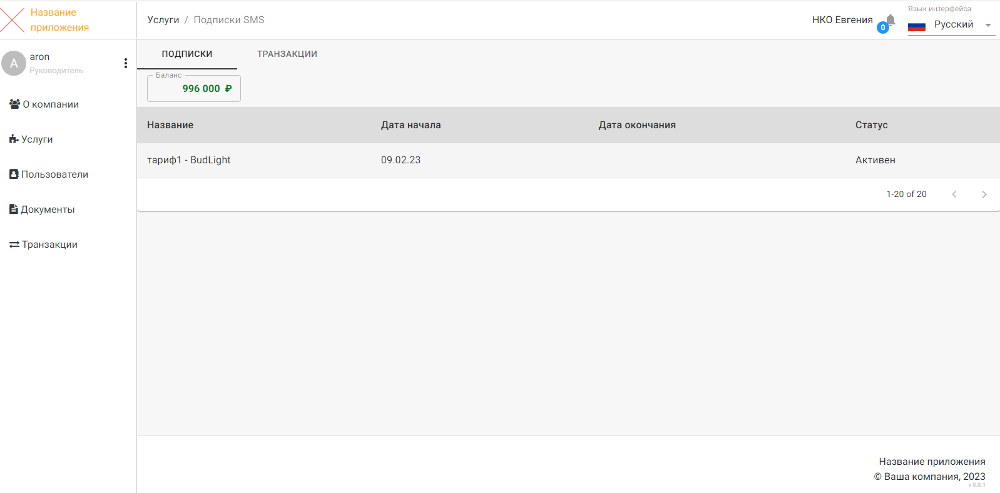 Название
приложения
Услуги / Подписки SMS
НКО Евгения
0
Язык интерфейса
Русский
A
aron
Руководитель
О компании
Услуги
Пользователи
Документы
Транзакции
ПОДПИСКИ
ТРАНЗАКЦИИ
Баланс
996 000 ₽
Название Дата начала Дата окончания Статус
тариф1 - BudLight 09.02.23 Активен
1-20 of 20
Название приложения
© Ваша компания, 2023
v 0.0.1